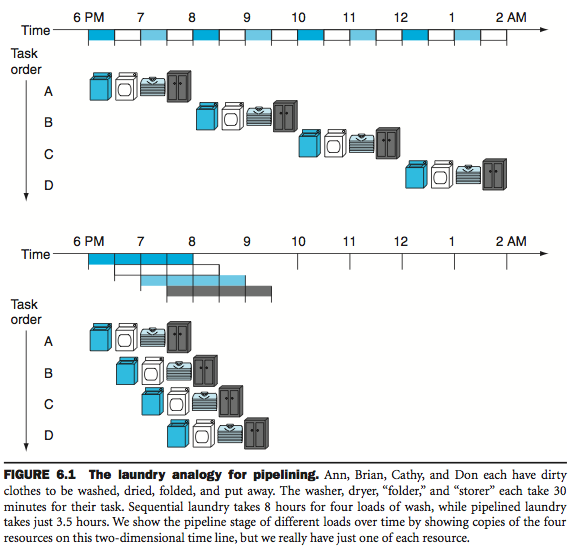 6 PM 7 8 9 10 11 12 1 2 AM
Time
Task
order
A
B
C
D
6 PM 7 8 9 10 11 12 1 2 AM
Time
Task
order
A
B
C
D
FIGURE 6.1 The laundry analogy for pipelining. Ann, Brian, Cathy, and Don each have dirty
clothes to be washed, dried, folded, and put away. The washer, dryer, “folder,” and “storer” each take 30
minutes for their task. Sequential laundry takes 8 hours for four loads of wash, while pipelined laundry
takes just 3.5 hours. We show the pipeline stage of different loads over time by showing copies of the four
resources on this two-dimensional time line, but we really have just one of each resource.